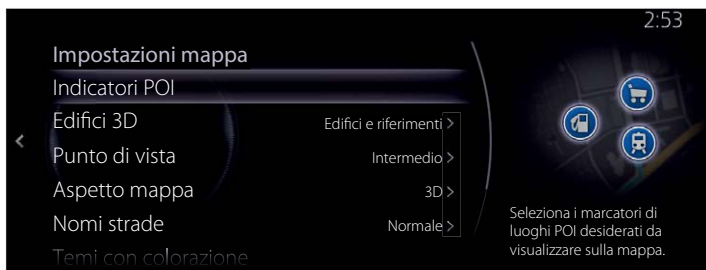 2:53
Impostazioni mappa
Indicatori POI
Edifici 3D Edifici e riferimenti >
Punto di vista Intermedio >
Aspetto mappa 3D >
Nomi strade Normale >
Temi con colorazione
Seleziona i marcatori di
luoghi POI desiderati da
visualizzare sulla mappa.